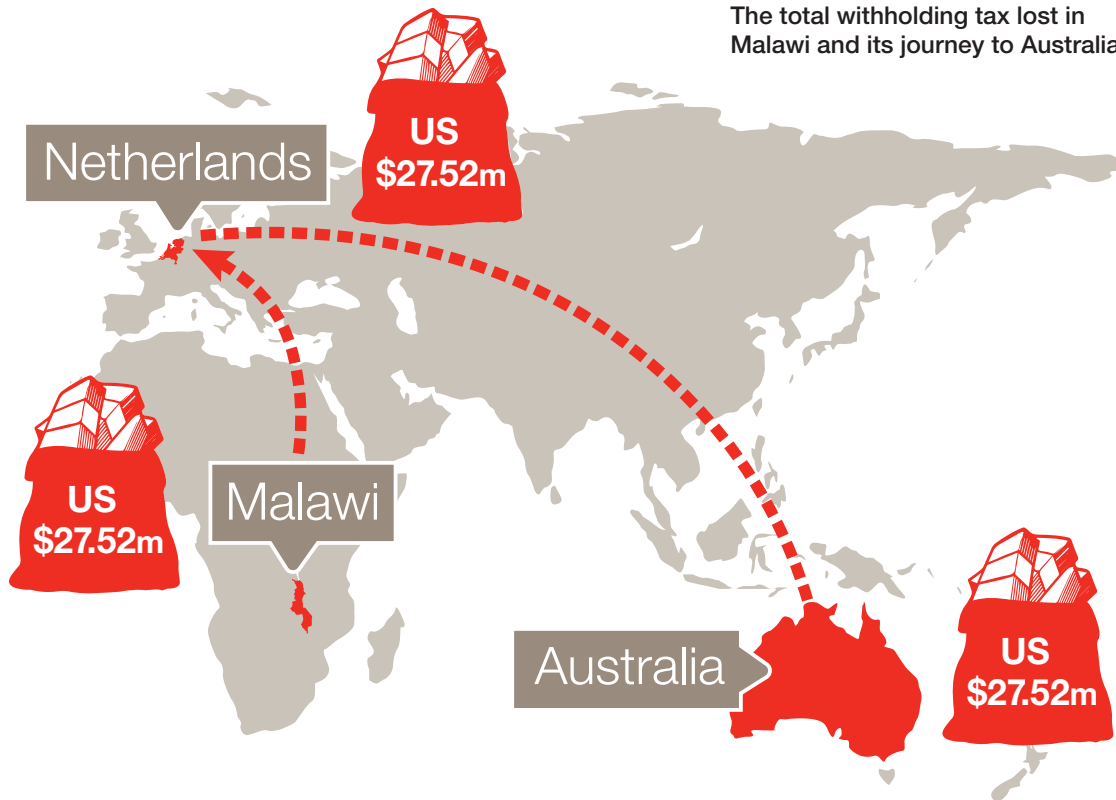 The total withholding tax lost in
Malawi and its journey to Australia
US
$27.52m
Netherlands
US
$27.52m
Malawi
Australia
US
$27.52m